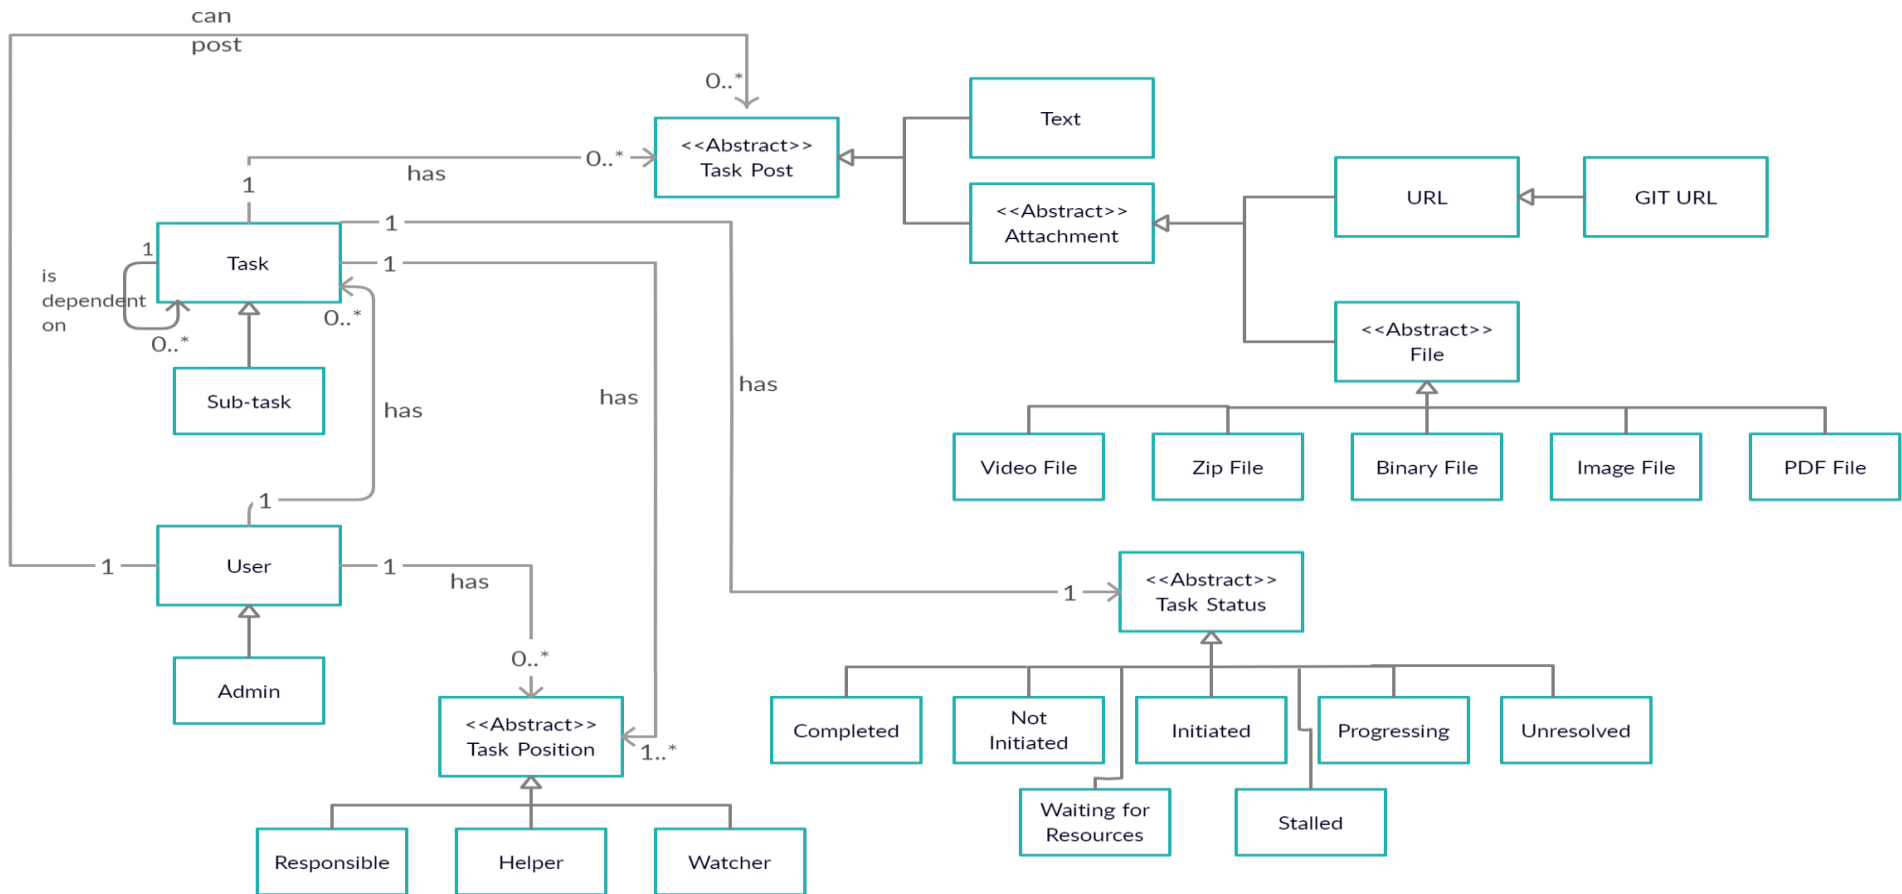 can
post
0..*
<<Abstract>>
Task Post
Text
0..*
has
1
<<Abstract>>
Attachment
URL
GIT URL
1
1
Task
1
is
dependent
on
0..*
0..*
<<Abstract>>
File
Sub-task
has
has
has
Video File
Zip File
Binary File
Image File
PDF File
1
1
User
1
has
<<Abstract>>
Task Status
1
0..*
Admin
<<Abstract>>
Task Position
1..*
Completed
Not
Initiated
Initiated
Progressing
Unresolved
Waiting for
Resources
Stalled
Responsible
Helper
Watcher